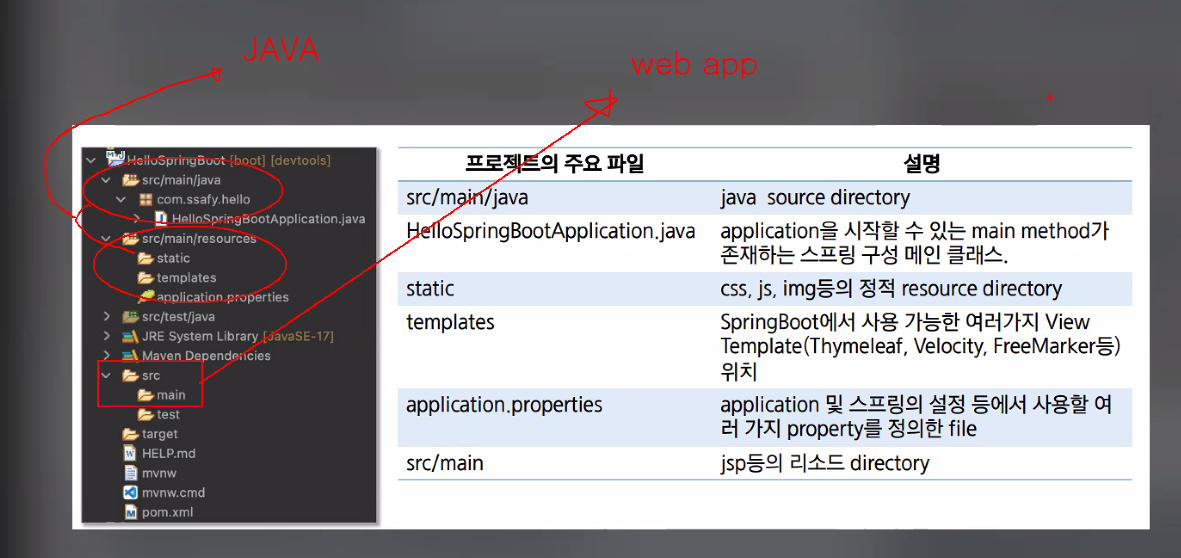 JAVA
web app
HelloSpringBoot [boot] [devtools]
src/main/java
com.ssafy.hello
HelloSpringBootApplication.java
src/main/resources
static
templates
application.properties
src/test/java
JRE System Library [JavaSE-17]
Maven Dependencies
src
main
test
target
HELP.md
mvnw
mvnw.cmd
pom.xml
프로젝트의 주요 파일 설명
src/main/java java source directory
HelloSpringBootApplication.java application을 시작할 수 있는 main method가
존재하는 스프링 구성 메인 클래스.
static css, js, img등의 정적 resource directory
templates SpringBoot에서 사용 가능한 여러가지 View
Template(Thymeleaf, Velocity, FreeMarker등)
위치
application.properties application 및 스프링의 설정 등에서 사용할 여
러 가지 property를 정의한 file
src/main jsp등의 리소드 directory